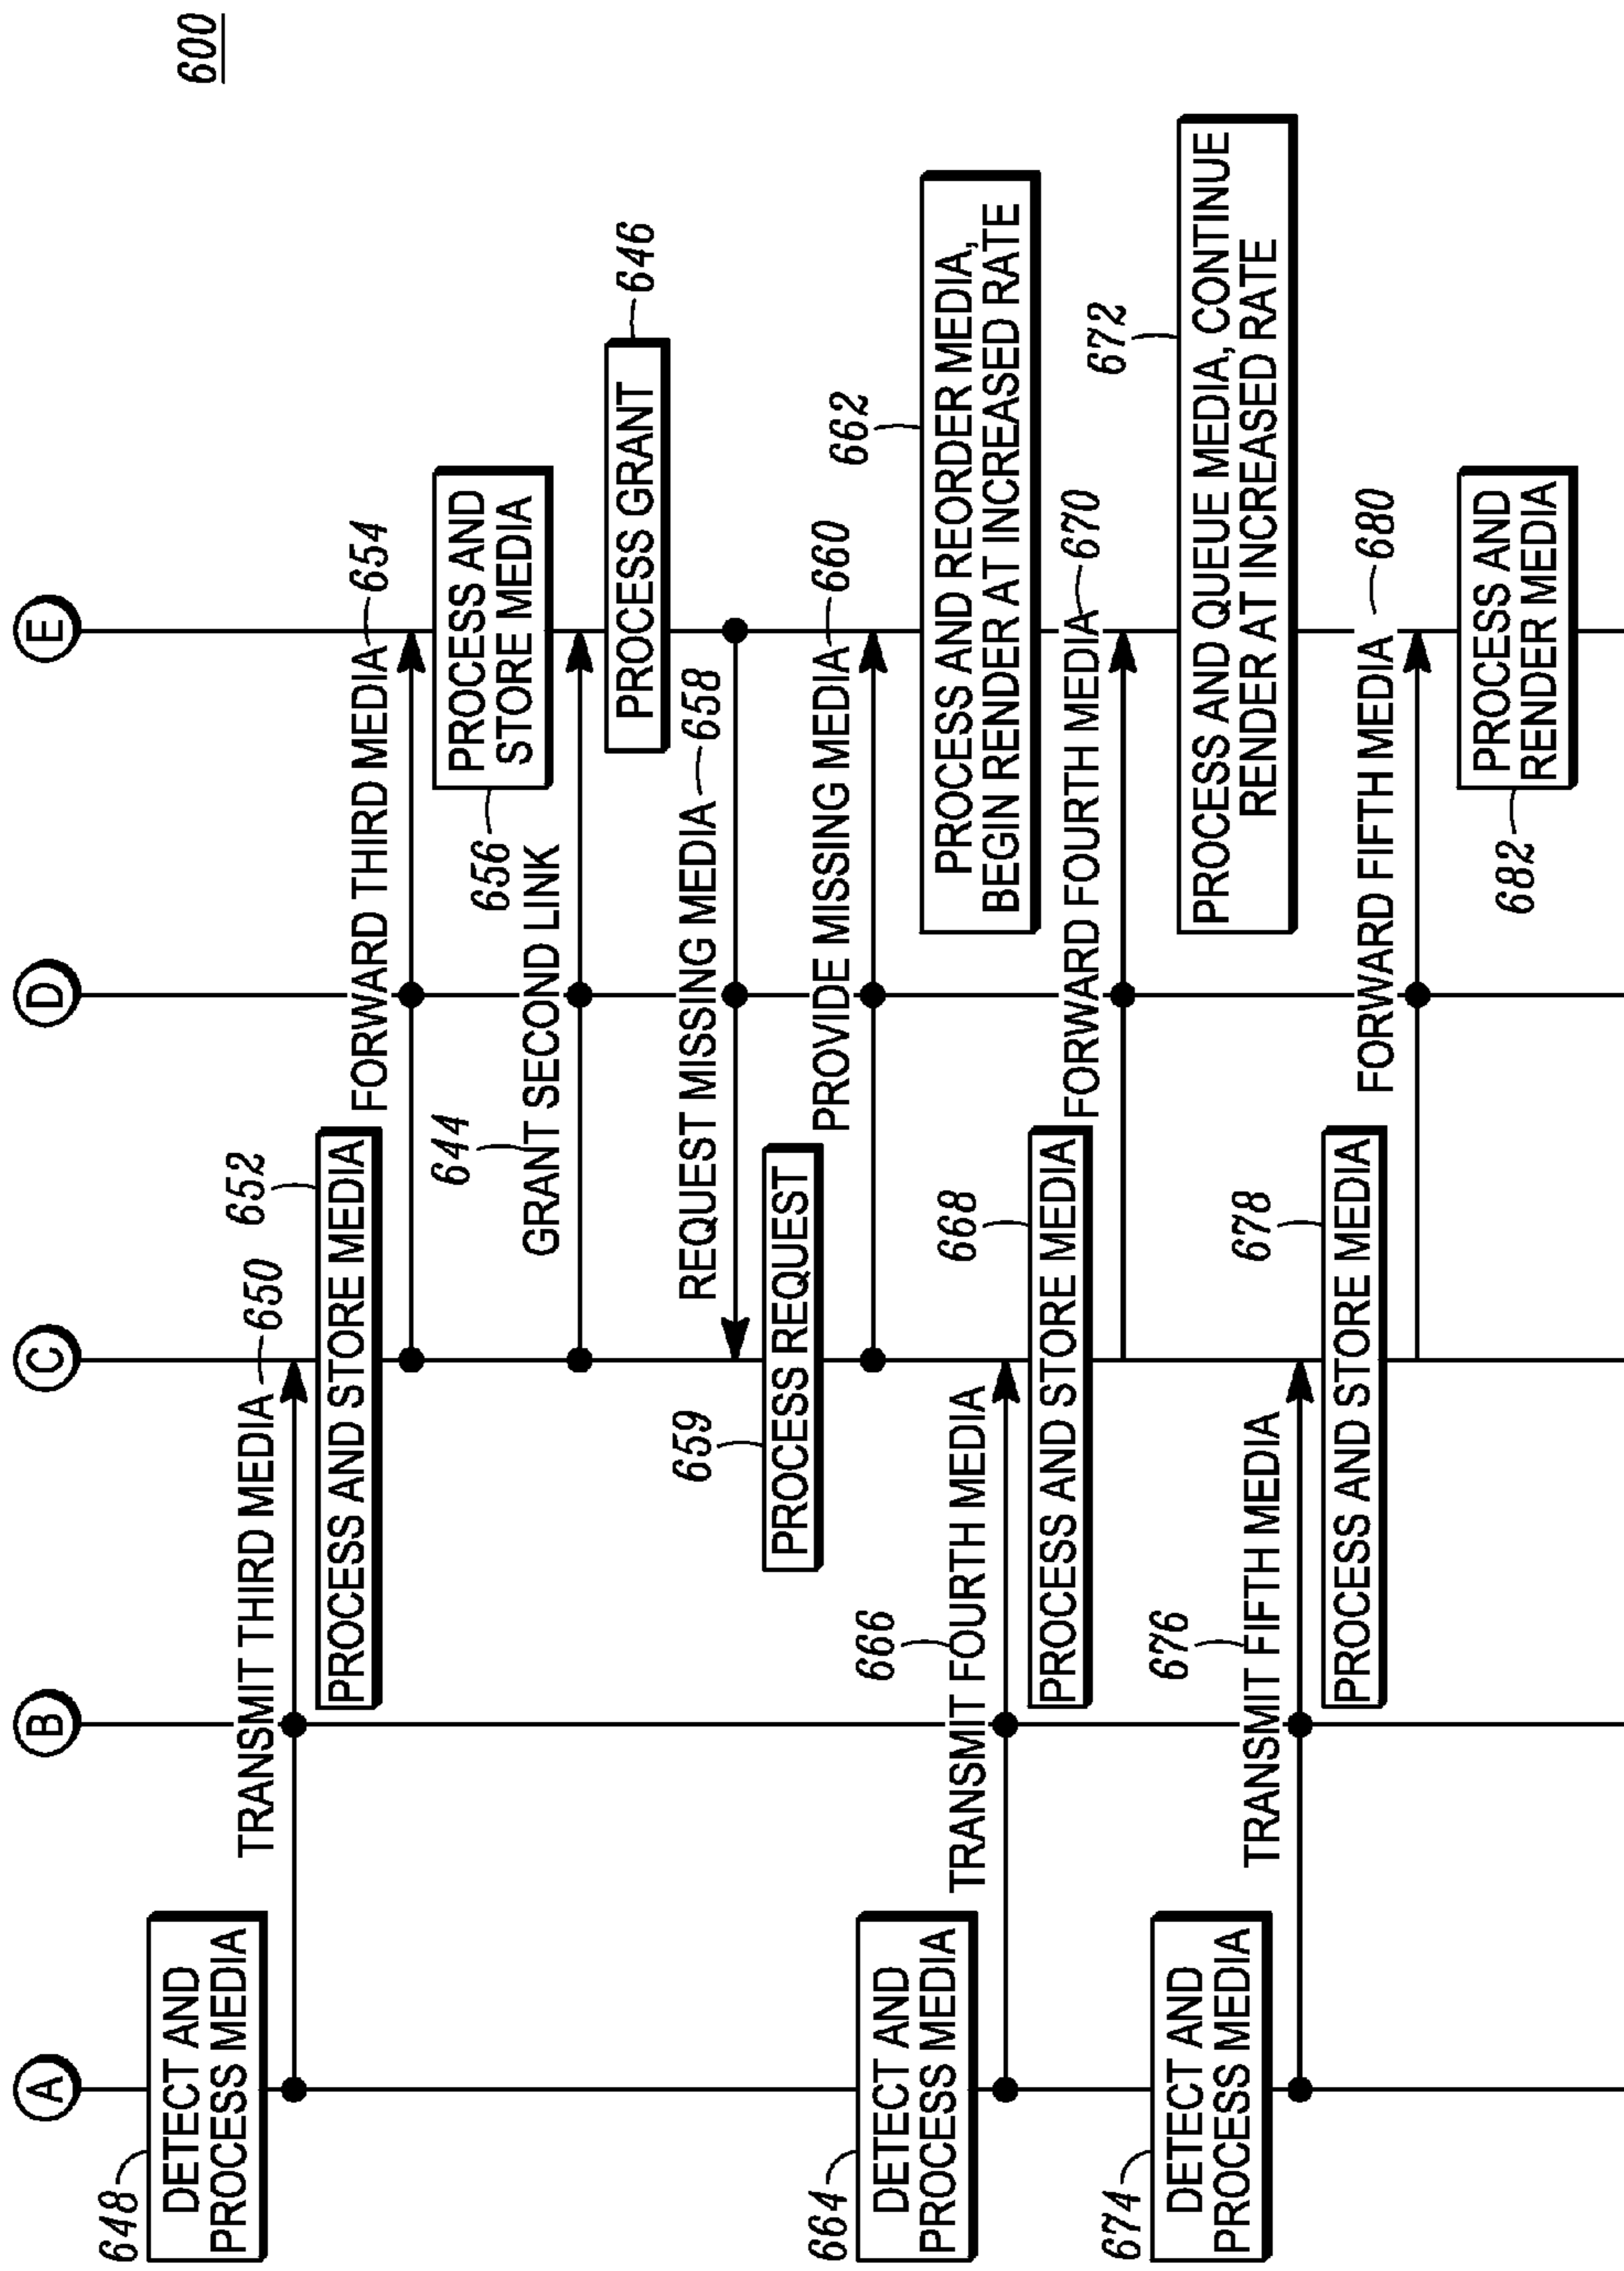 600
A
B
C
D
E
648
DETECT AND
PROCESS MEDIA
TRANSMIT THIRD MEDIA
650
652
PROCESS AND STORE MEDIA
FORWARD THIRD MEDIA
654
656
PROCESS AND
STORE MEDIA
644
GRANT SECOND LINK
646
PROCESS GRANT
REQUEST MISSING MEDIA
658
659
PROCESS REQUEST
PROVIDE MISSING MEDIA
660
662
PROCESS AND REORDER MEDIA,
BEGIN RENDER AT INCREASED RATE
664
DETECT AND
PROCESS MEDIA
666
TRANSMIT FOURTH MEDIA
668
PROCESS AND STORE MEDIA
FORWARD FOURTH MEDIA
670
672
PROCESS AND QUEUE MEDIA, CONTINUE
RENDER AT INCREASED RATE
674
DETECT AND
PROCESS MEDIA
676
TRANSMIT FIFTH MEDIA
678
PROCESS AND STORE MEDIA
FORWARD FIFTH MEDIA
680
682
PROCESS AND
RENDER MEDIA